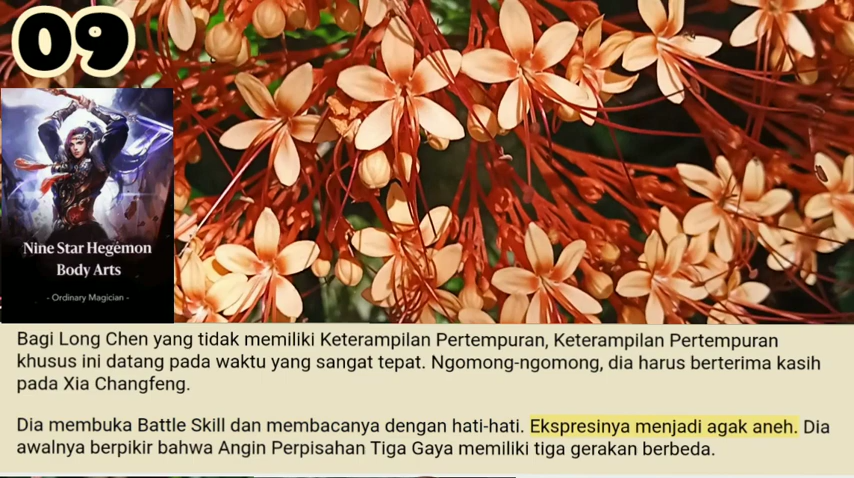 09
Nine Star Hegemon
Body Arts
- Ordinary Magician -
Bagi Long Chen yang tidak memiliki Keterampilan Pertempuran, Keterampilan Pertempuran
khusus ini datang pada waktu yang sangat tepat. Ngomong-ngomong, dia harus berterima kasih
pada Xia Changfeng.
Dia membuka Battle Skill dan membacanya dengan hati-hati. Ekspresinya menjadi agak aneh. Dia
awalnya berpikir bahwa Angin Perpisahan Tiga Gaya memiliki tiga gerakan berbeda.